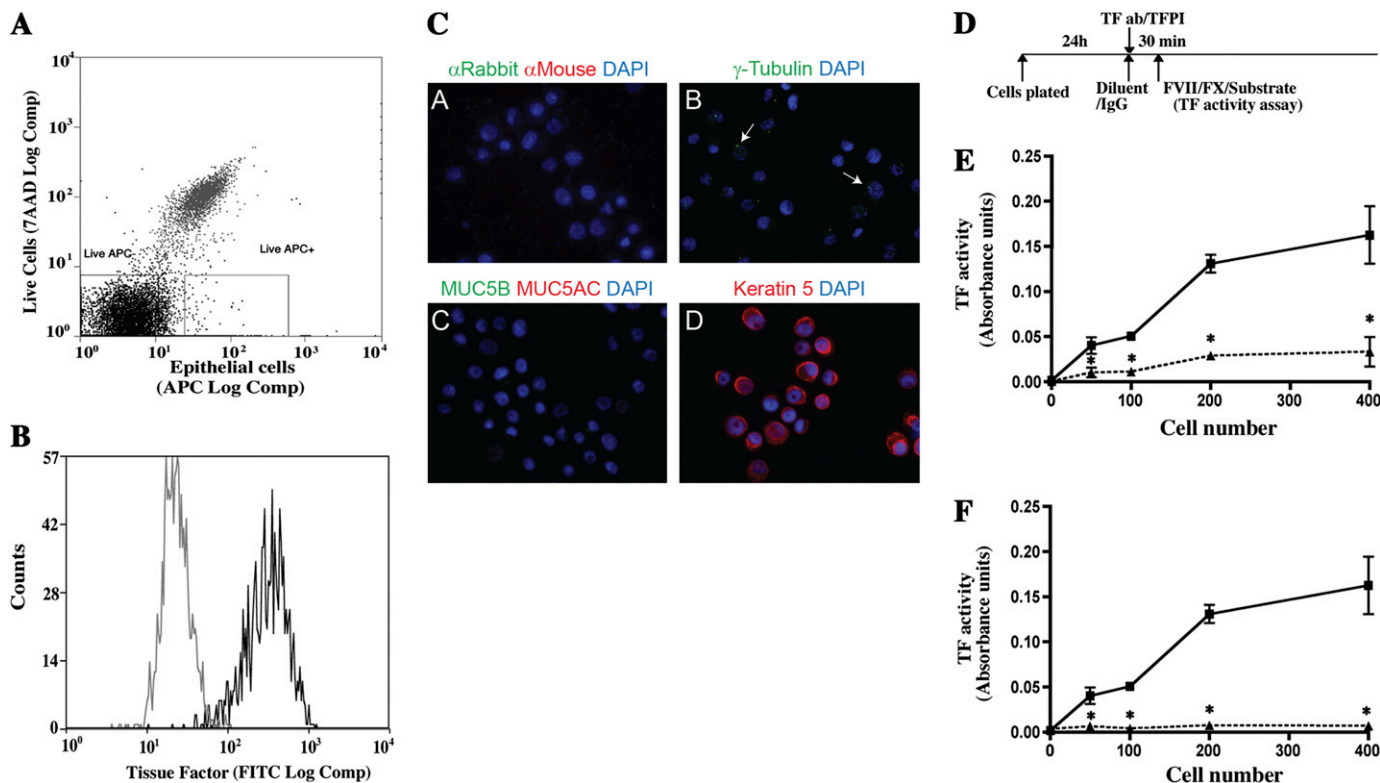 A
Live Cells (7AAD Log Comp)
10⁴
10³
10²
10¹
10⁰
Live APC
Live APC+
10⁰ 10¹ 10² 10³ 10⁴
Epithelial cells
(APC Log Comp)
B
Counts
57
42
28
14
0
10⁰ 10¹ 10² 10³ 10⁴
Tissue Factor (FITC Log Comp)
C
αRabbit αMouse DAPI
γ-Tubulin DAPI
A
B
MUC5B MUC5AC DAPI
Keratin 5 DAPI
C
D
D
TF ab/TFPI
24h
30 min
Cells plated
Diluent
/IgG
FVII/FX/Substrate
(TF activity assay)
E
TF activity
(Absorbance units)
0.25
0.20
0.15
0.10
0.05
0.00
* * * *
0 100 200 300 400
Cell number
F
TF activity
(Absorbance units)
0.25
0.20
0.15
0.10
0.05
0.00
* * * *
0 100 200 300 400
Cell number